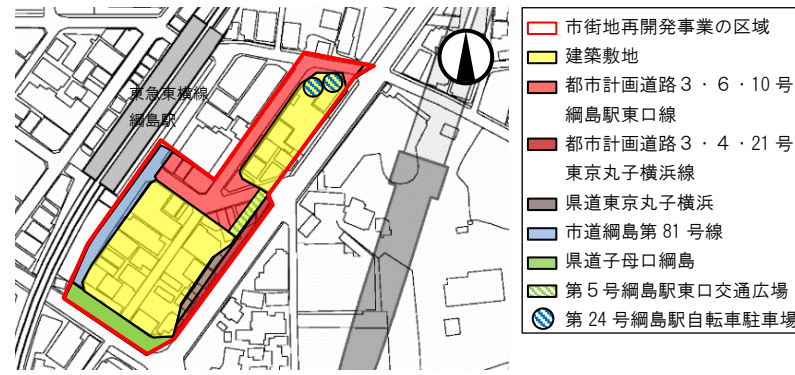 東急東横線
綱島駅
市街地再開発事業の区域
建築敷地
都市計画道路3・6・10号
綱島駅東口線
都市計画道路3・4・21号
東京丸子横浜線
県道東京丸子横浜
市道綱島第81号線
県道子母口綱島
第5号綱島駅東口交通広場
第24号綱島駅自転車駐車場